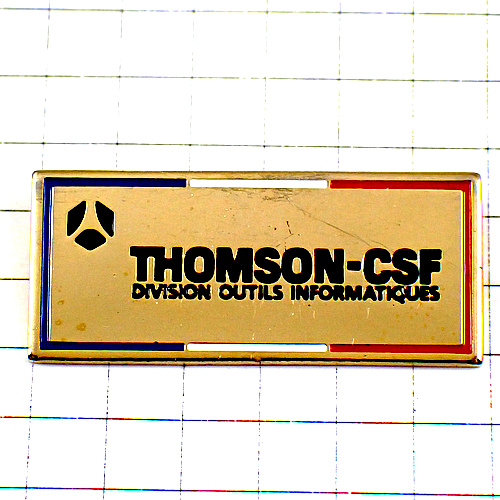 THOMSON-CSF
DIVISION OUTILS INFORMATIQUES